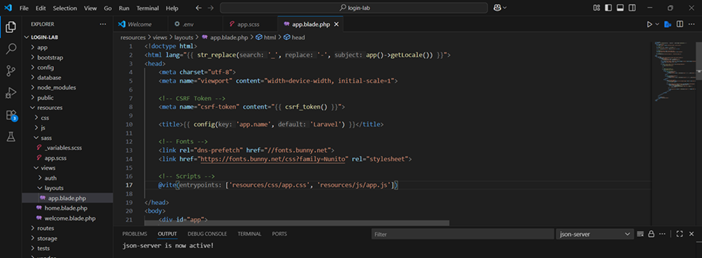 File Edit Selection View Go ...
login-lab
EXPLORER
LOGIN-LAB
app
bootstrap
config
database
node_modules
public
resources
css
js
sass
_variables.scss
app.scss
views
auth
layouts
app.blade.php
home.blade.php
welcome.blade.php
routes
storage
tests
Welcome .env app.scss app.blade.php
resources > views > layouts > app.blade.php > html > head
1 <!doctype html>
2 <html lang="{{ str_replace(search: '_', replace: '-', subject: app()->getLocale()) }}">
3 <head>
4 <meta charset="utf-8">
5 <meta name="viewport" content="width=device-width, initial-scale=1">
6
7 <!-- CSRF Token -->
8 <meta name="csrf-token" content="{{ csrf_token() }}">
9
10 <title>{{ config(key: 'app.name', default: 'Laravel') }}</title>
11
12 <!-- Fonts -->
13 <link rel="dns-prefetch" href="//fonts.bunny.net">
14 <link href="https://fonts.bunny.net/css?family=Nunito" rel="stylesheet">
15
16 <!-- Scripts -->
17 @vite(entrypoints: ['resources/css/app.css', 'resources/js/app.js'])
18
19 </head>
20 <body>
21 <div id="app">
PROBLEMS OUTPUT DEBUG CONSOLE TERMINAL PORTS Filter json-server
json-server is now active!